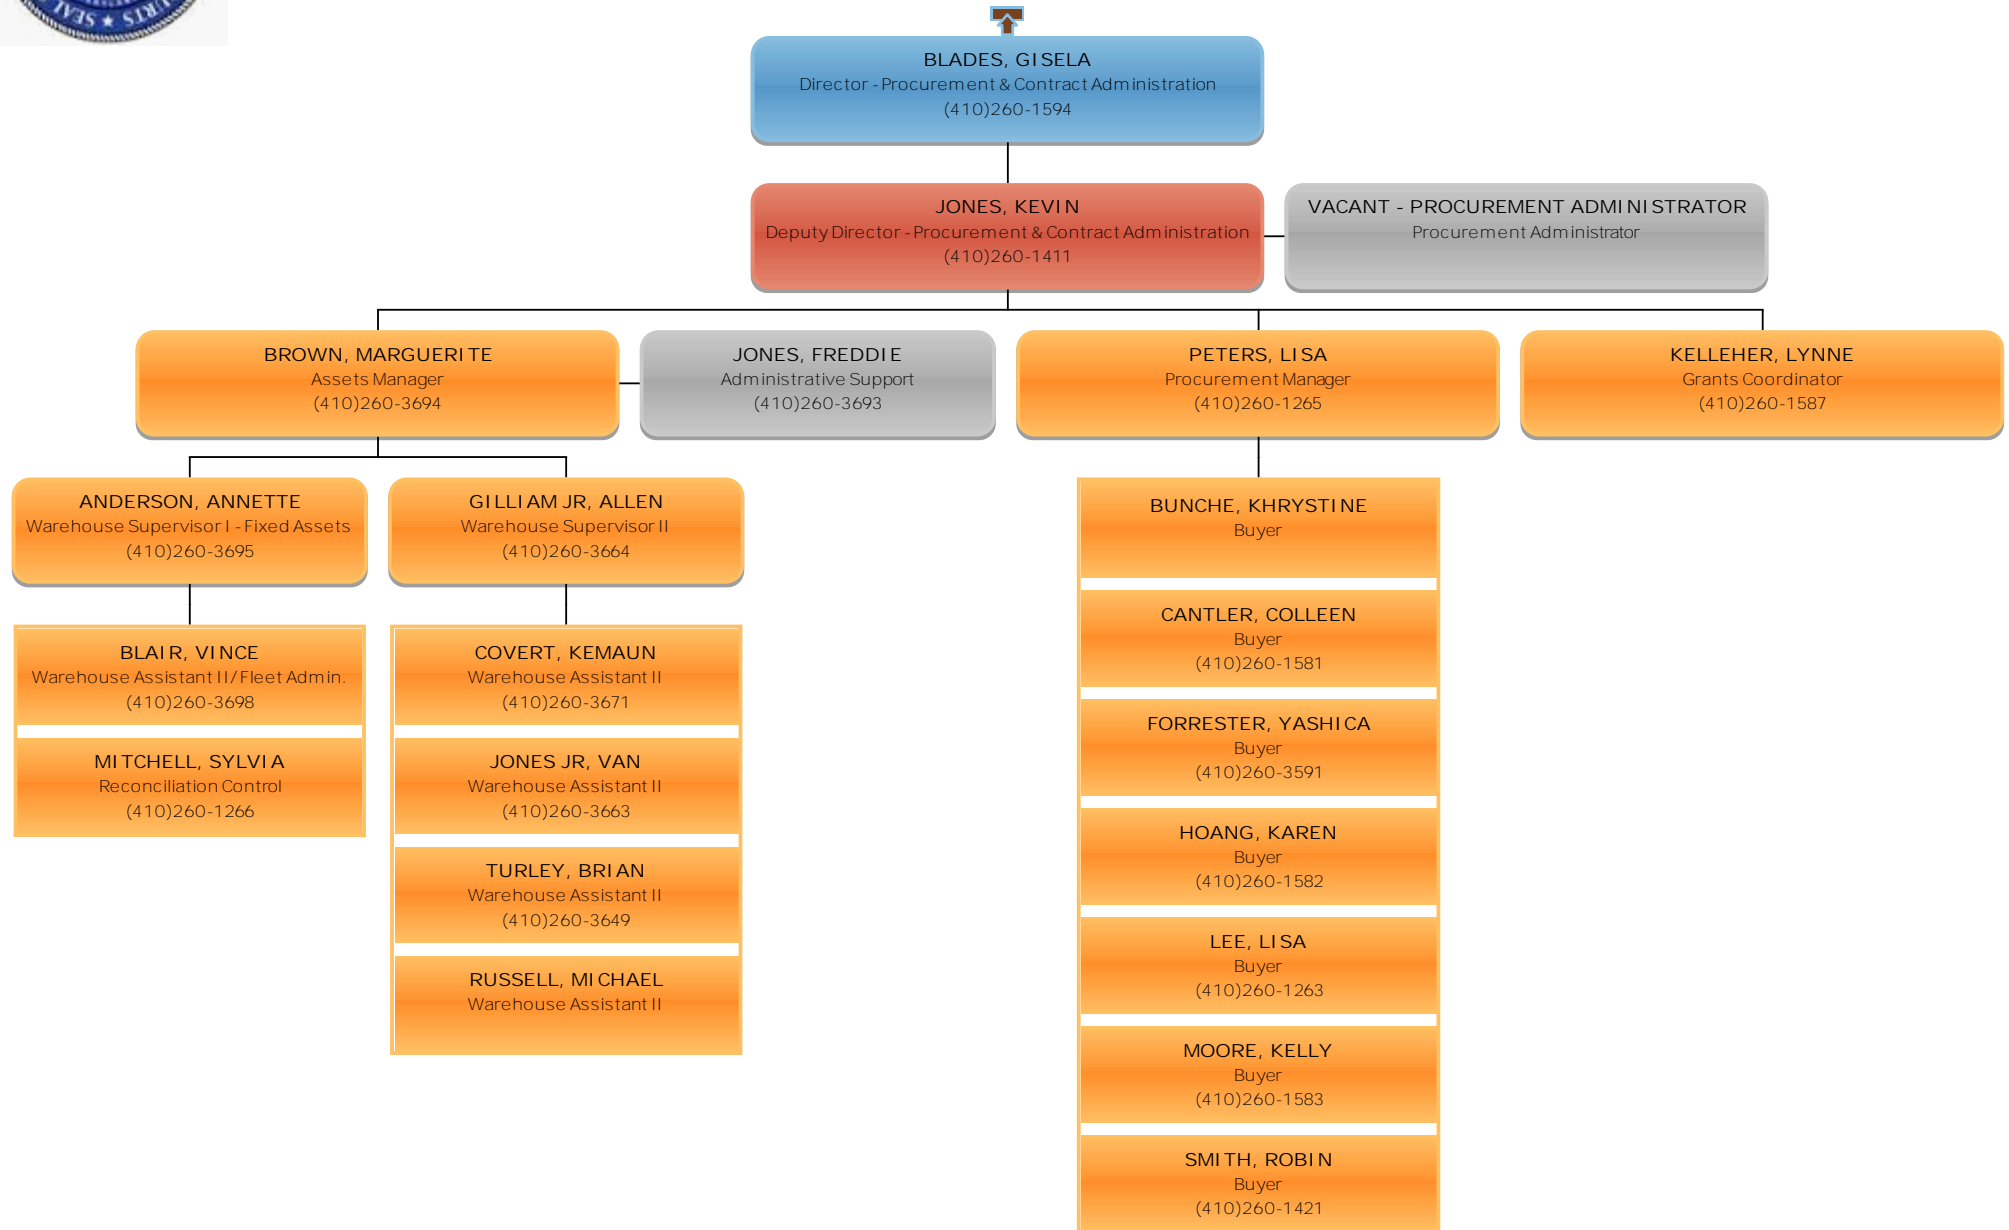 URTS ★ SEAL
BLADES, GISELA
Director - Procurement & Contract Administration
(410)260-1594
JONES, KEVIN
Deputy Director - Procurement & Contract Administration
(410)260-1411
VACANT - PROCUREMENT ADMINISTRATOR
Procurement Administrator
BROWN, MARGUERITE
Assets Manager
(410)260-3694
JONES, FREDDIE
Administrative Support
(410)260-3693
PETERS, LISA
Procurement Manager
(410)260-1265
KELLEHER, LYNNE
Grants Coordinator
(410)260-1587
ANDERSON, ANNETTE
Warehouse Supervisor I - Fixed Assets
(410)260-3695
GILLIAM JR, ALLEN
Warehouse Supervisor II
(410)260-3664
BLAIR, VINCE
Warehouse Assistant II/Fleet Admin.
(410)260-3698
MITCHELL, SYLVIA
Reconciliation Control
(410)260-1266
COVERT, KEMAUN
Warehouse Assistant II
(410)260-3671
JONES JR, VAN
Warehouse Assistant II
(410)260-3663
TURLEY, BRIAN
Warehouse Assistant II
(410)260-3649
RUSSELL, MICHAEL
Warehouse Assistant II
BUNCHE, KHRYSTINE
Buyer
CANTLER, COLLEEN
Buyer
(410)260-1581
FORRESTER, YASHICA
Buyer
(410)260-3591
HOANG, KAREN
Buyer
(410)260-1582
LEE, LISA
Buyer
(410)260-1263
MOORE, KELLY
Buyer
(410)260-1583
SMITH, ROBIN
Buyer
(410)260-1421